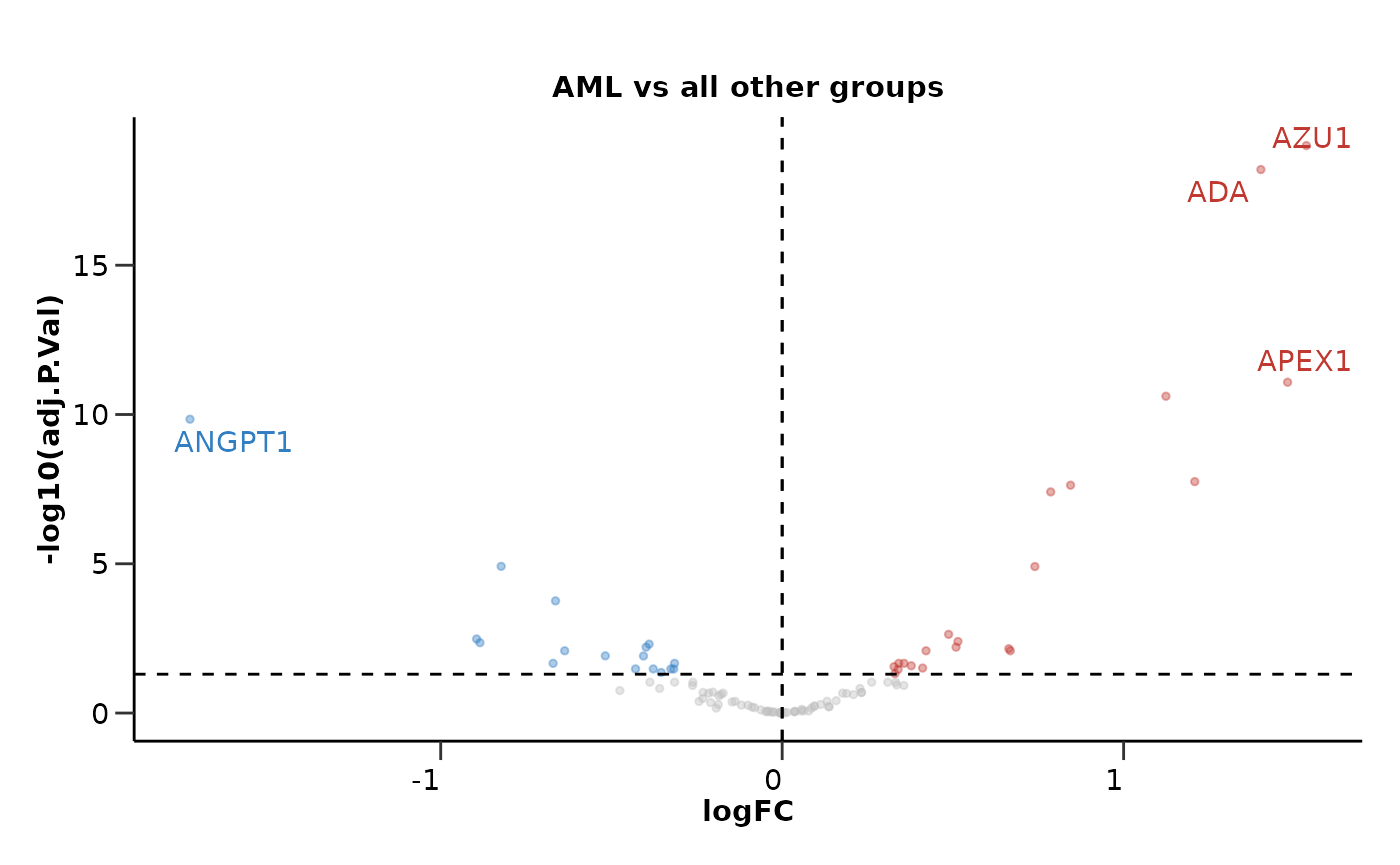 AML vs all other groups
AZU1
ADA
15
APEX1
10
ANGPT1
5
0
-log10(adj.P.Val)
-1
0
1
logFC